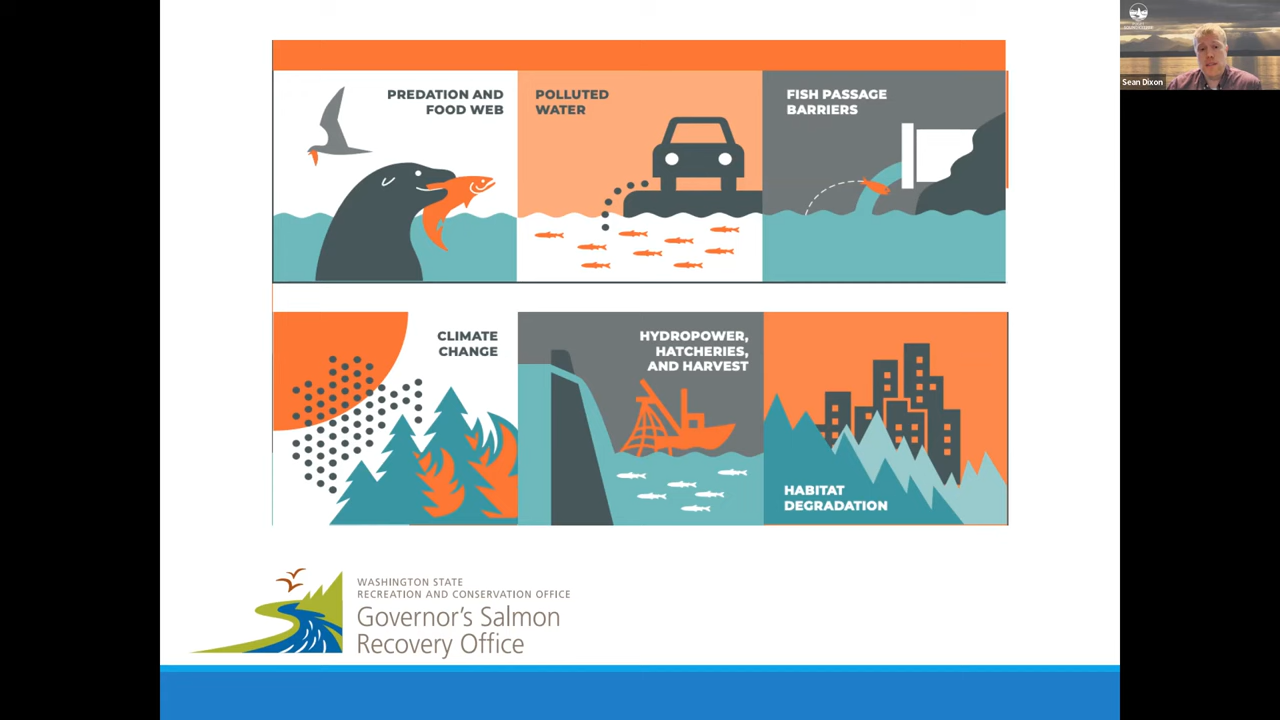 PREDATION AND
FOOD WEB
POLLUTED
WATER
FISH PASSAGE
BARRIERS
CLIMATE
CHANGE
HYDROPOWER,
HATCHERIES,
AND HARVEST
HABITAT
DEGRADATION
WASHINGTON STATE
RECREATION AND CONSERVATION OFFICE
Governor's Salmon
Recovery Office
Sean Dixon